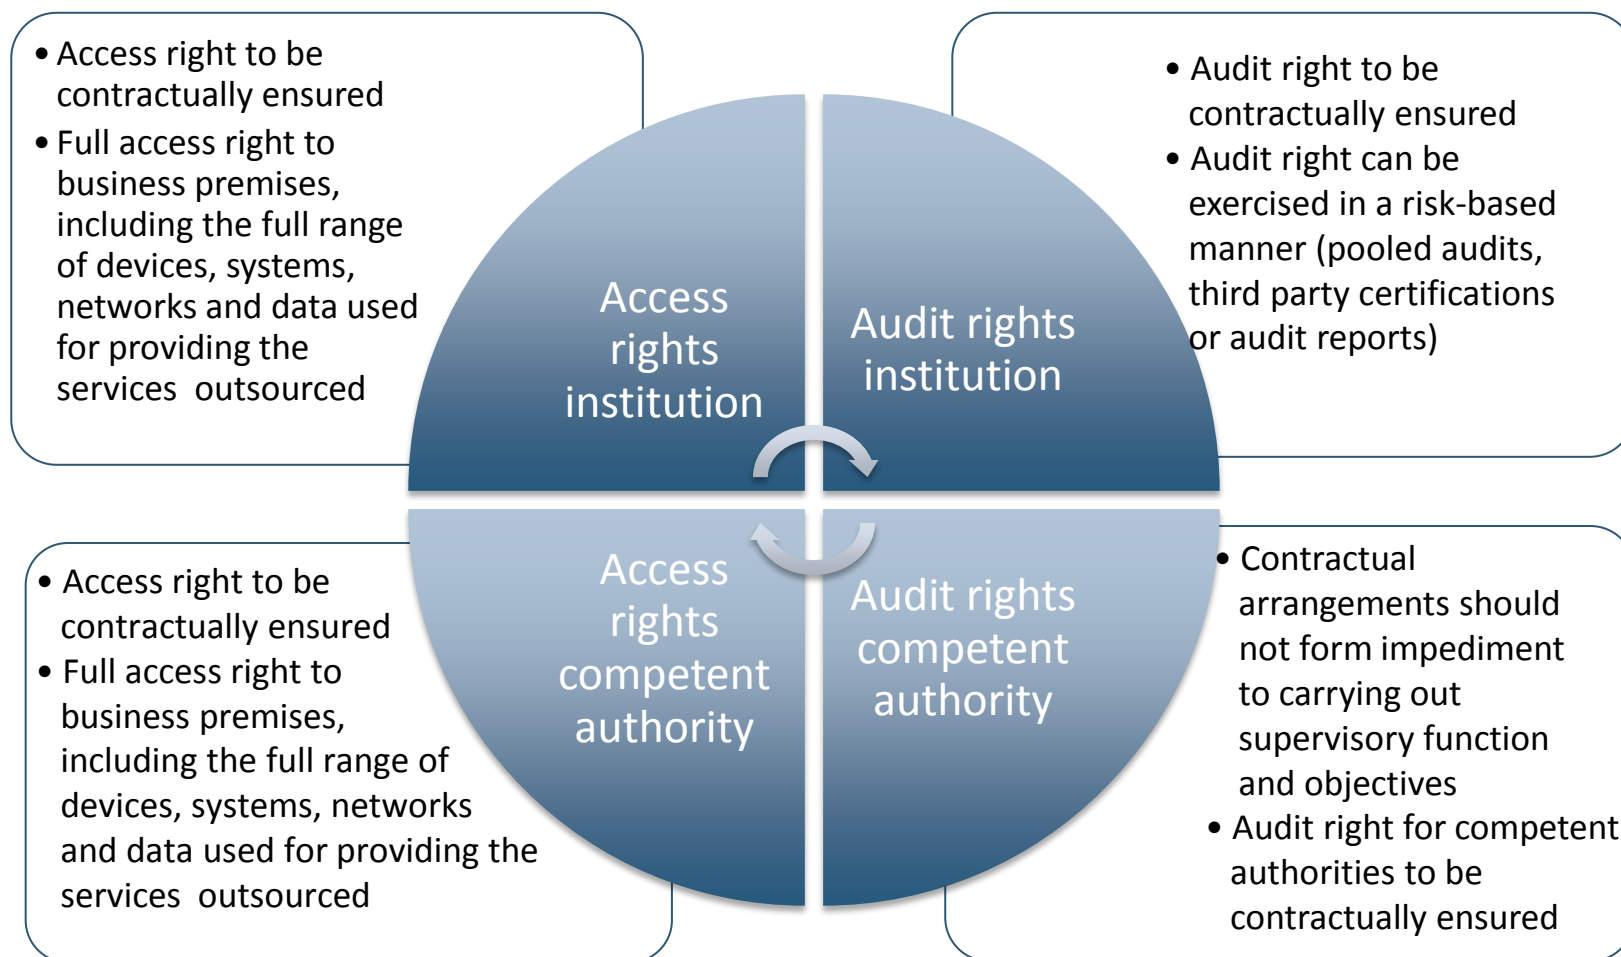 • Access right to be
contractually ensured
• Full access right to
business premises,
including the full range
of devices, systems,
networks and data used
for providing the
services  outsourced
• Audit right to be
contractually ensured
• Audit right can be
exercised in a risk-based
manner (pooled audits,
third party certifications
or audit reports)
Access
rights
institution
Audit rights
institution
Access
rights
competent
authority
Audit rights
competent
authority
• Access right to be
contractually ensured
• Full access right to
business premises,
including the full range of
devices, systems, networks
and data used for providing the
services  outsourced
• Contractual
arrangements should
not form impediment
to carrying out
supervisory function
and objectives
• Audit right for competent
authorities to be
contractually ensured